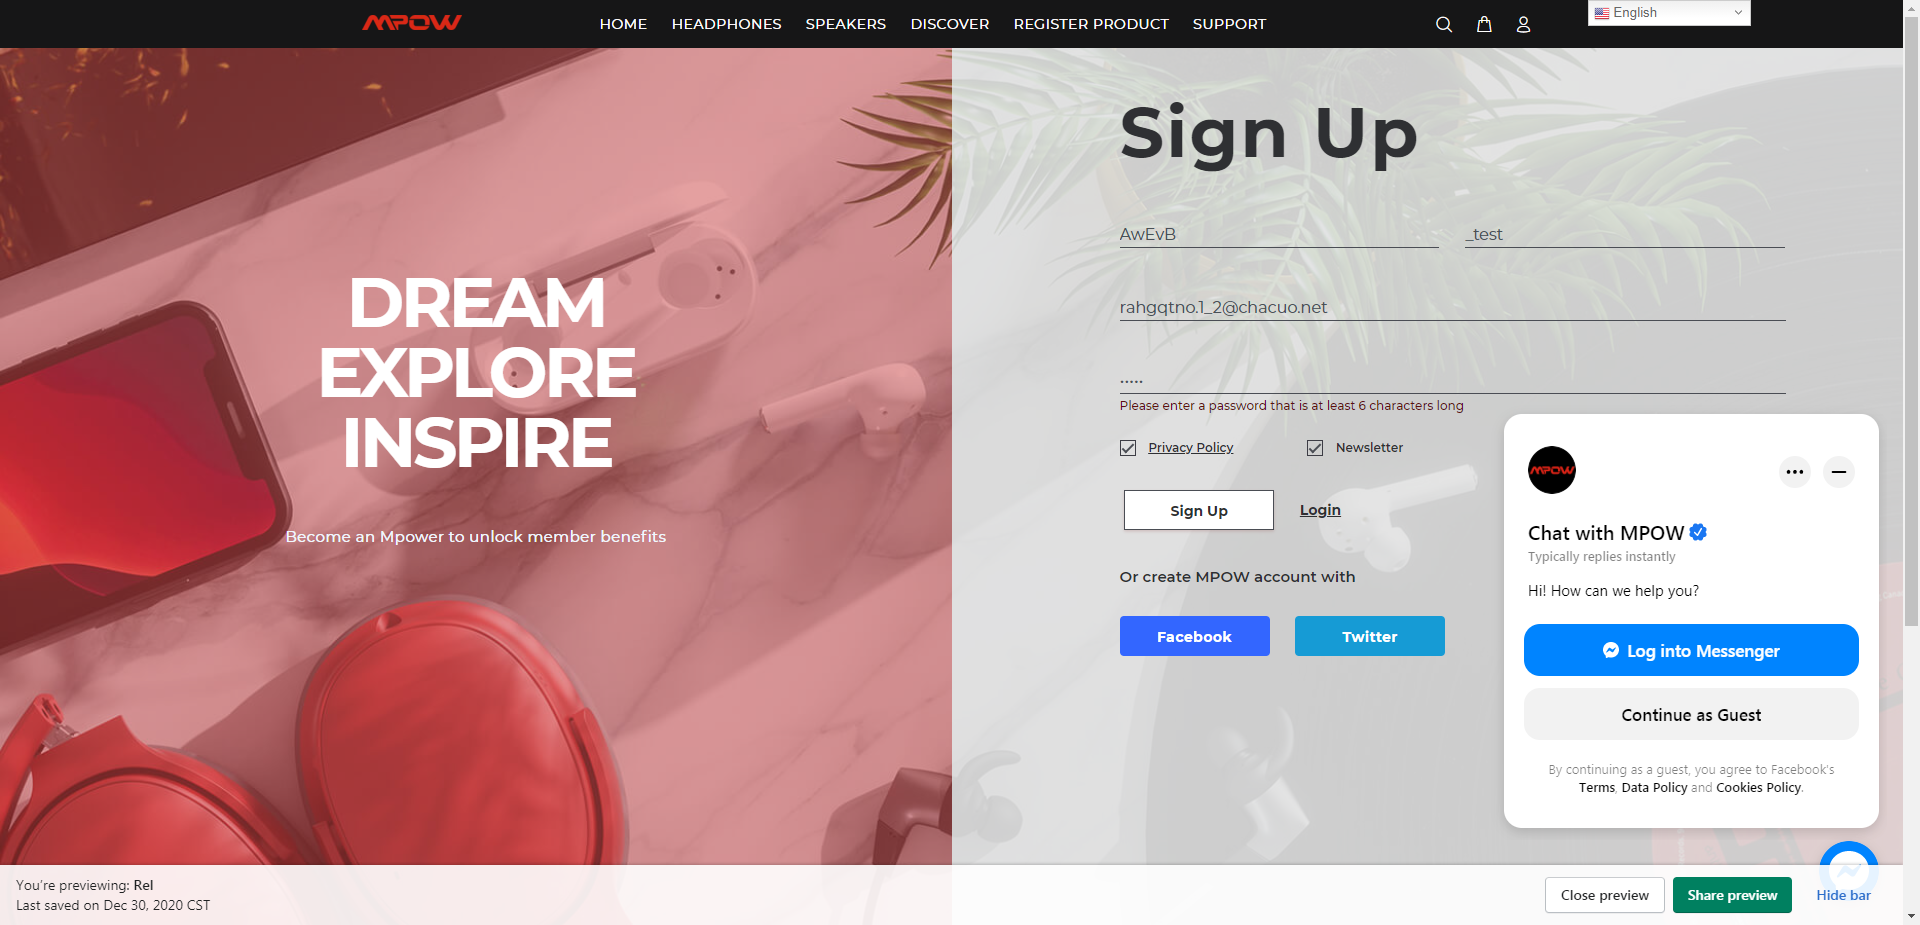 MPOW
HOME HEADPHONES SPEAKERS DISCOVER REGISTER PRODUCT SUPPORT
English
DREAM
EXPLORE
INSPIRE
Become an Mpower to unlock member benefits
Sign Up
AwEvB _test
rahgqtno.1_2@chacuo.net
•••••
Please enter a password that is at least 6 characters long
Privacy Policy Newsletter
Sign Up Login
Or create MPOW account with
Facebook Twitter
MPOW
Chat with MPOW
Typically replies instantly
Hi! How can we help you?
Log into Messenger
Continue as Guest
By continuing as a guest, you agree to Facebook's
Terms, Data Policy and Cookies Policy.
You're previewing: Rel
Last saved on Dec 30, 2020 CST
Close preview Share preview Hide bar